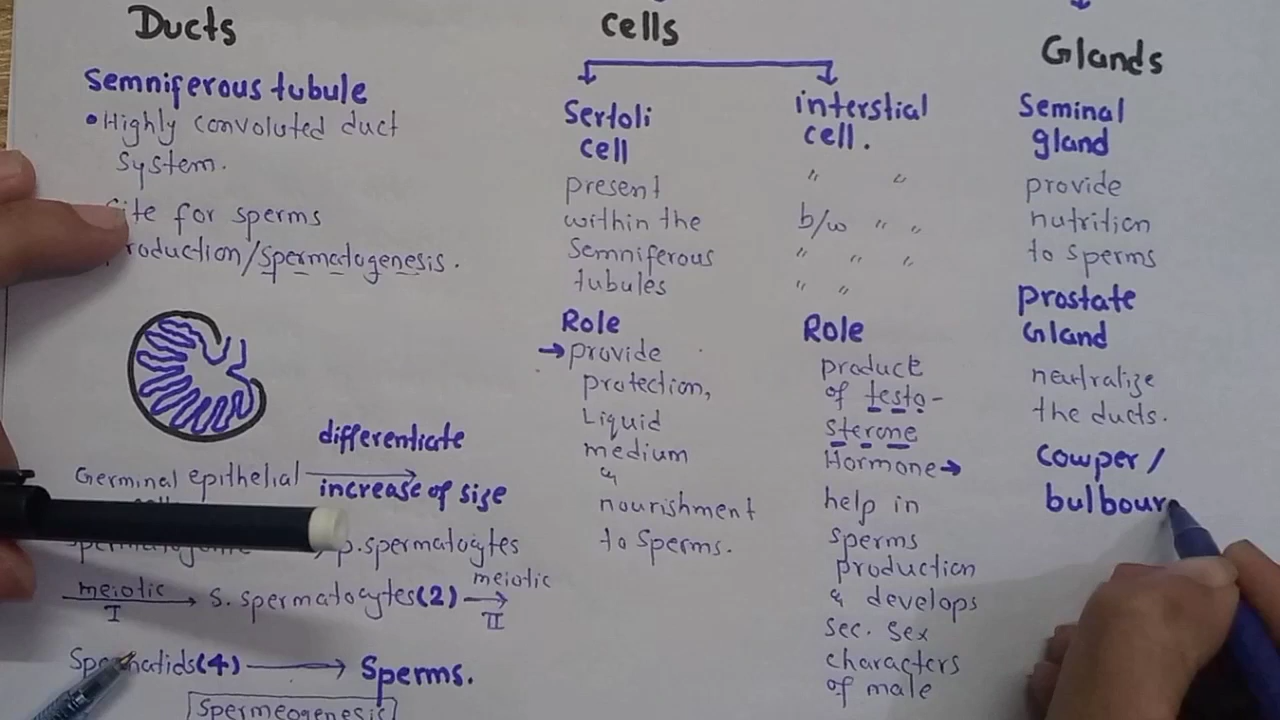 Ducts
Semniferous tubule
•Highly convoluted duct
system.
Site for sperms
production/spermatogenesis.
Germinal epithelial
differentiate
increase of size
p.spermatocytes
meiotic
I
s. spermatocytes(2)
meiotic
II
Spermatids(4)
Sperms.
Spermeogenesis
cells
Sertoli
cell
present
within the
Semniferous
tubules
Role
→provide
protection,
Liquid
medium
&
nourishment
to sperms.
interstial
cell.
" "
b/w " "
" " "
" "
Role
product
of testo-
sterone
Hormone→
help in
sperms
production
& develops
sec. sex
characters
of male
Glands
Seminal
gland
provide
nutrition
to sperms
prostate
Gland
neutralize
the ducts.
cowper/
bulbour